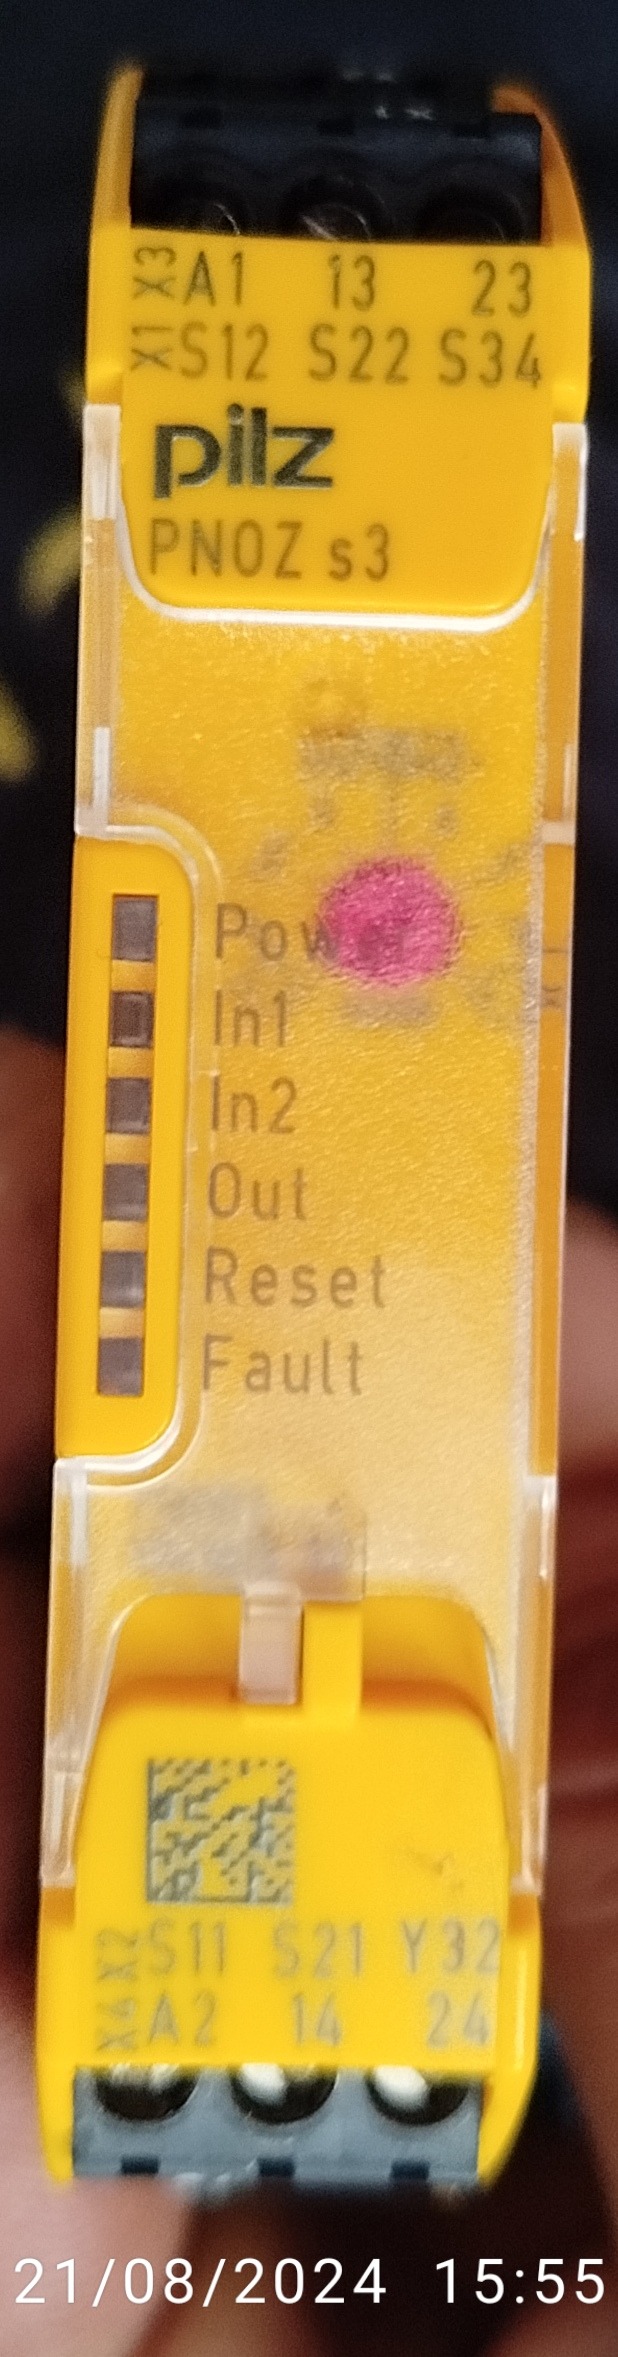 X3 A1 13 23
X1 S12 S22 S34
pilz
PNOZ s3
Power
In1
In2
Out
Reset
Fault
X2 S11 S21 Y32
X4 A2 14 24
21/08/2024 15:55